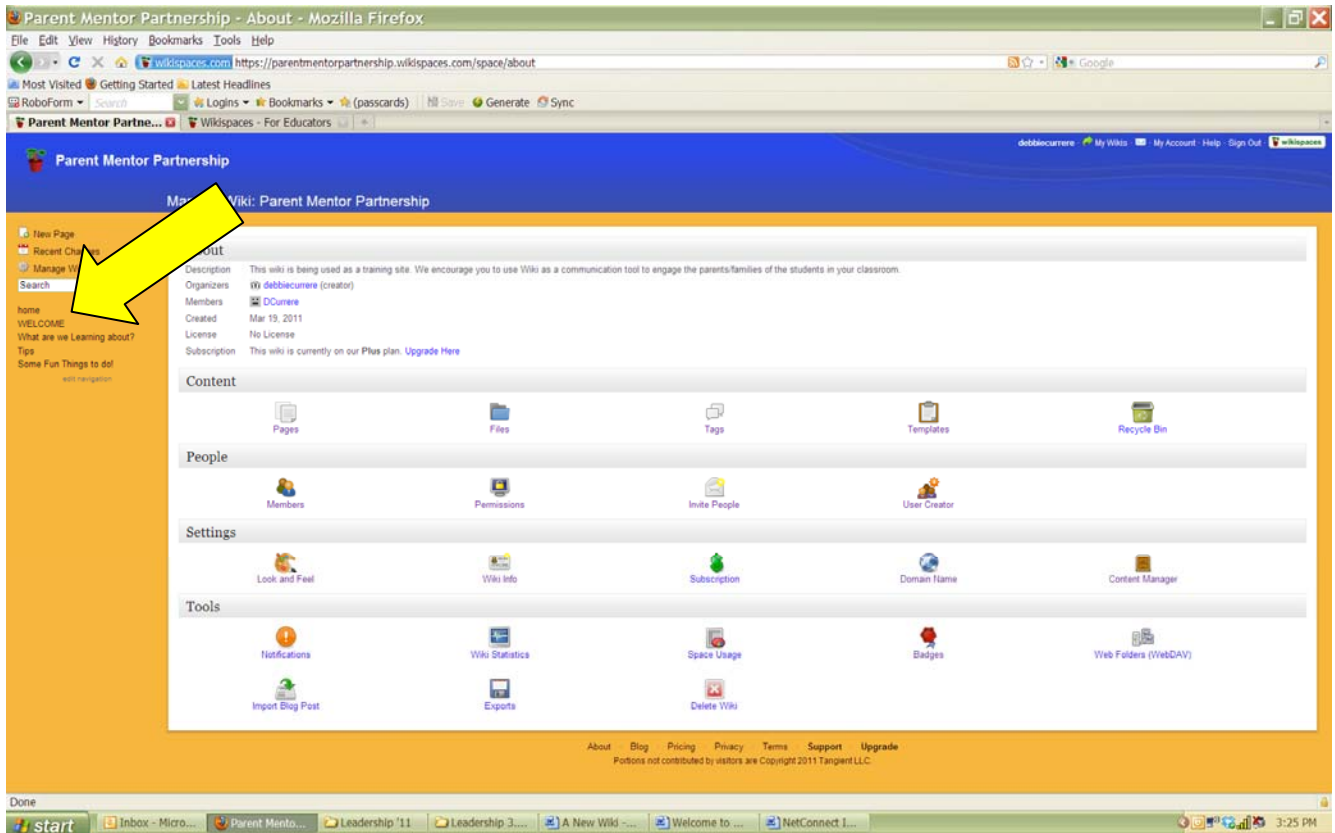 Parent Mentor Partnership - About - Mozilla Firefox
File Edit View History Bookmarks Tools Help
wikispaces.com https://parentmentorpartnership.wikispaces.com/space/about Google
Most Visited Getting Started Latest Headlines
RoboForm Search Logins Bookmarks (passcards) Save Generate Sync
Parent Mentor Partne... Wikispaces - For Educators
debbiecurrere My Wikis My Account Help Sign Out wikispaces
Parent Mentor Partnership
Wiki: Parent Mentor Partnership
New Page
Recent Changes
Manage
Search
home
WELCOME
What are we Learning about?
Tips
Some Fun Things to do!
edit navigation
Description This wiki is being used as a training site. We encourage you to use Wiki as a communication tool to engage the parents/families of the students in your classroom.
Organizers debbiecurrere (creator)
Members DCurrere
Created Mar 19, 2011
License No License
Subscription This wiki is currently on our Plus plan. Upgrade Here
Content
Pages Files Tags Templates Recycle Bin
People
Members Permissions Invite People User Creator
Settings
Look and Feel Wiki Info Subscription Domain Name Content Manager
Tools
Notifications Wiki Statistics Space Usage Badges Web Folders (WebDAV)
Import Blog Post Exports Delete Wiki
About Blog Pricing Privacy Terms Support Upgrade
Portions not contributed by visitors are Copyright 2011 Tangient LLC.
Done
start Inbox - Micro... Parent Mento... Leadership '11 Leadership 3.... A New Wiki -... Welcome to ... NetConnect I... 3:25 PM